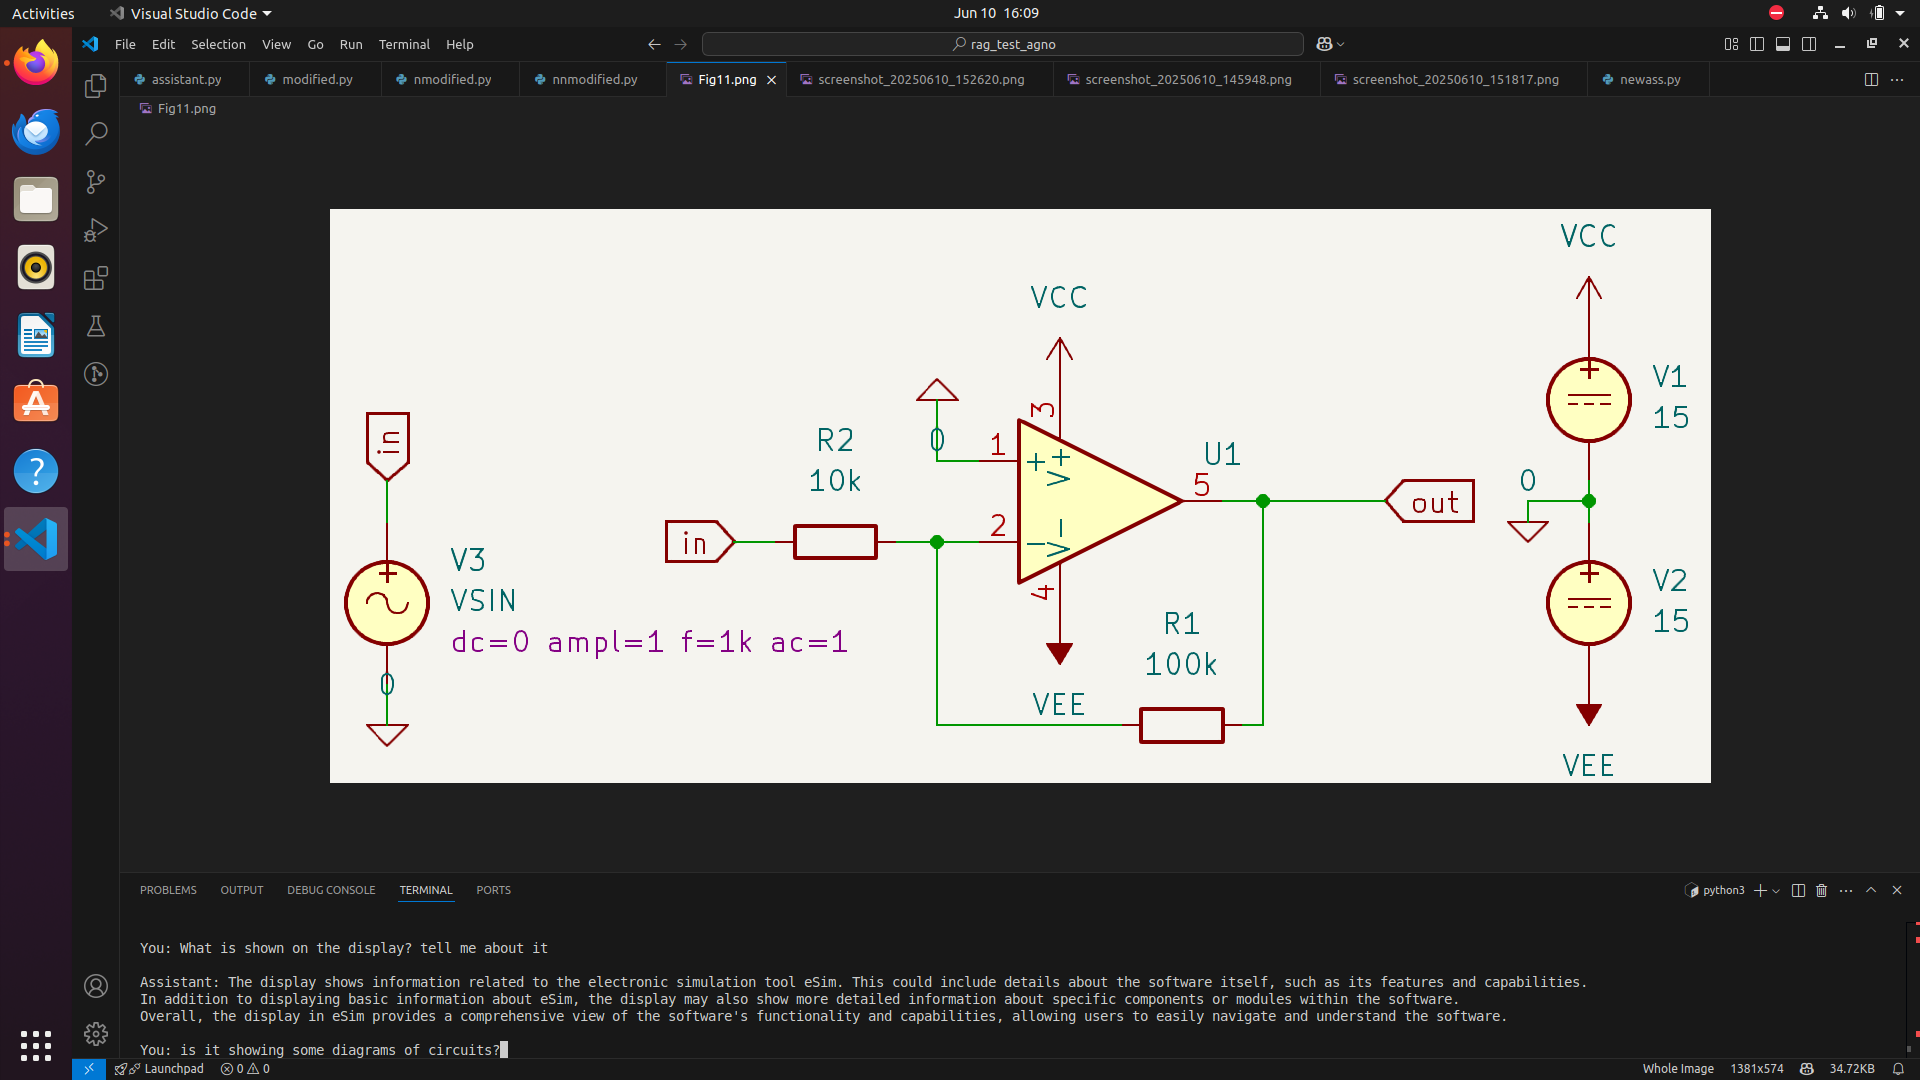 Activities
Visual Studio Code
Jun 10 16:09
File Edit Selection View Go Run Terminal Help
rag_test_agno
assistant.py
modified.py
nmodified.py
nnmodified.py
Fig11.png
screenshot_20250610_152620.png
screenshot_20250610_145948.png
screenshot_20250610_151817.png
newass.py
Fig11.png
VCC
VCC
3
V1
15
in
0
1
R2
10k
+
V+
U1
5
out
0
in
2
-
V-
4
V3
VSIN
dc=0 ampl=1 f=1k ac=1
0
V2
15
R1
100k
VEE
VEE
PROBLEMS OUTPUT DEBUG CONSOLE TERMINAL PORTS
python3
You: What is shown on the display? tell me about it
Assistant: The display shows information related to the electronic simulation tool eSim. This could include details about the software itself, such as its features and capabilities.
In addition to displaying basic information about eSim, the display may also show more detailed information about specific components or modules within the software.
Overall, the display in eSim provides a comprehensive view of the software's functionality and capabilities, allowing users to easily navigate and understand the software.
You: is it showing some diagrams of circuits?
Launchpad
0 0
Whole Image
1381x574
34.72KB